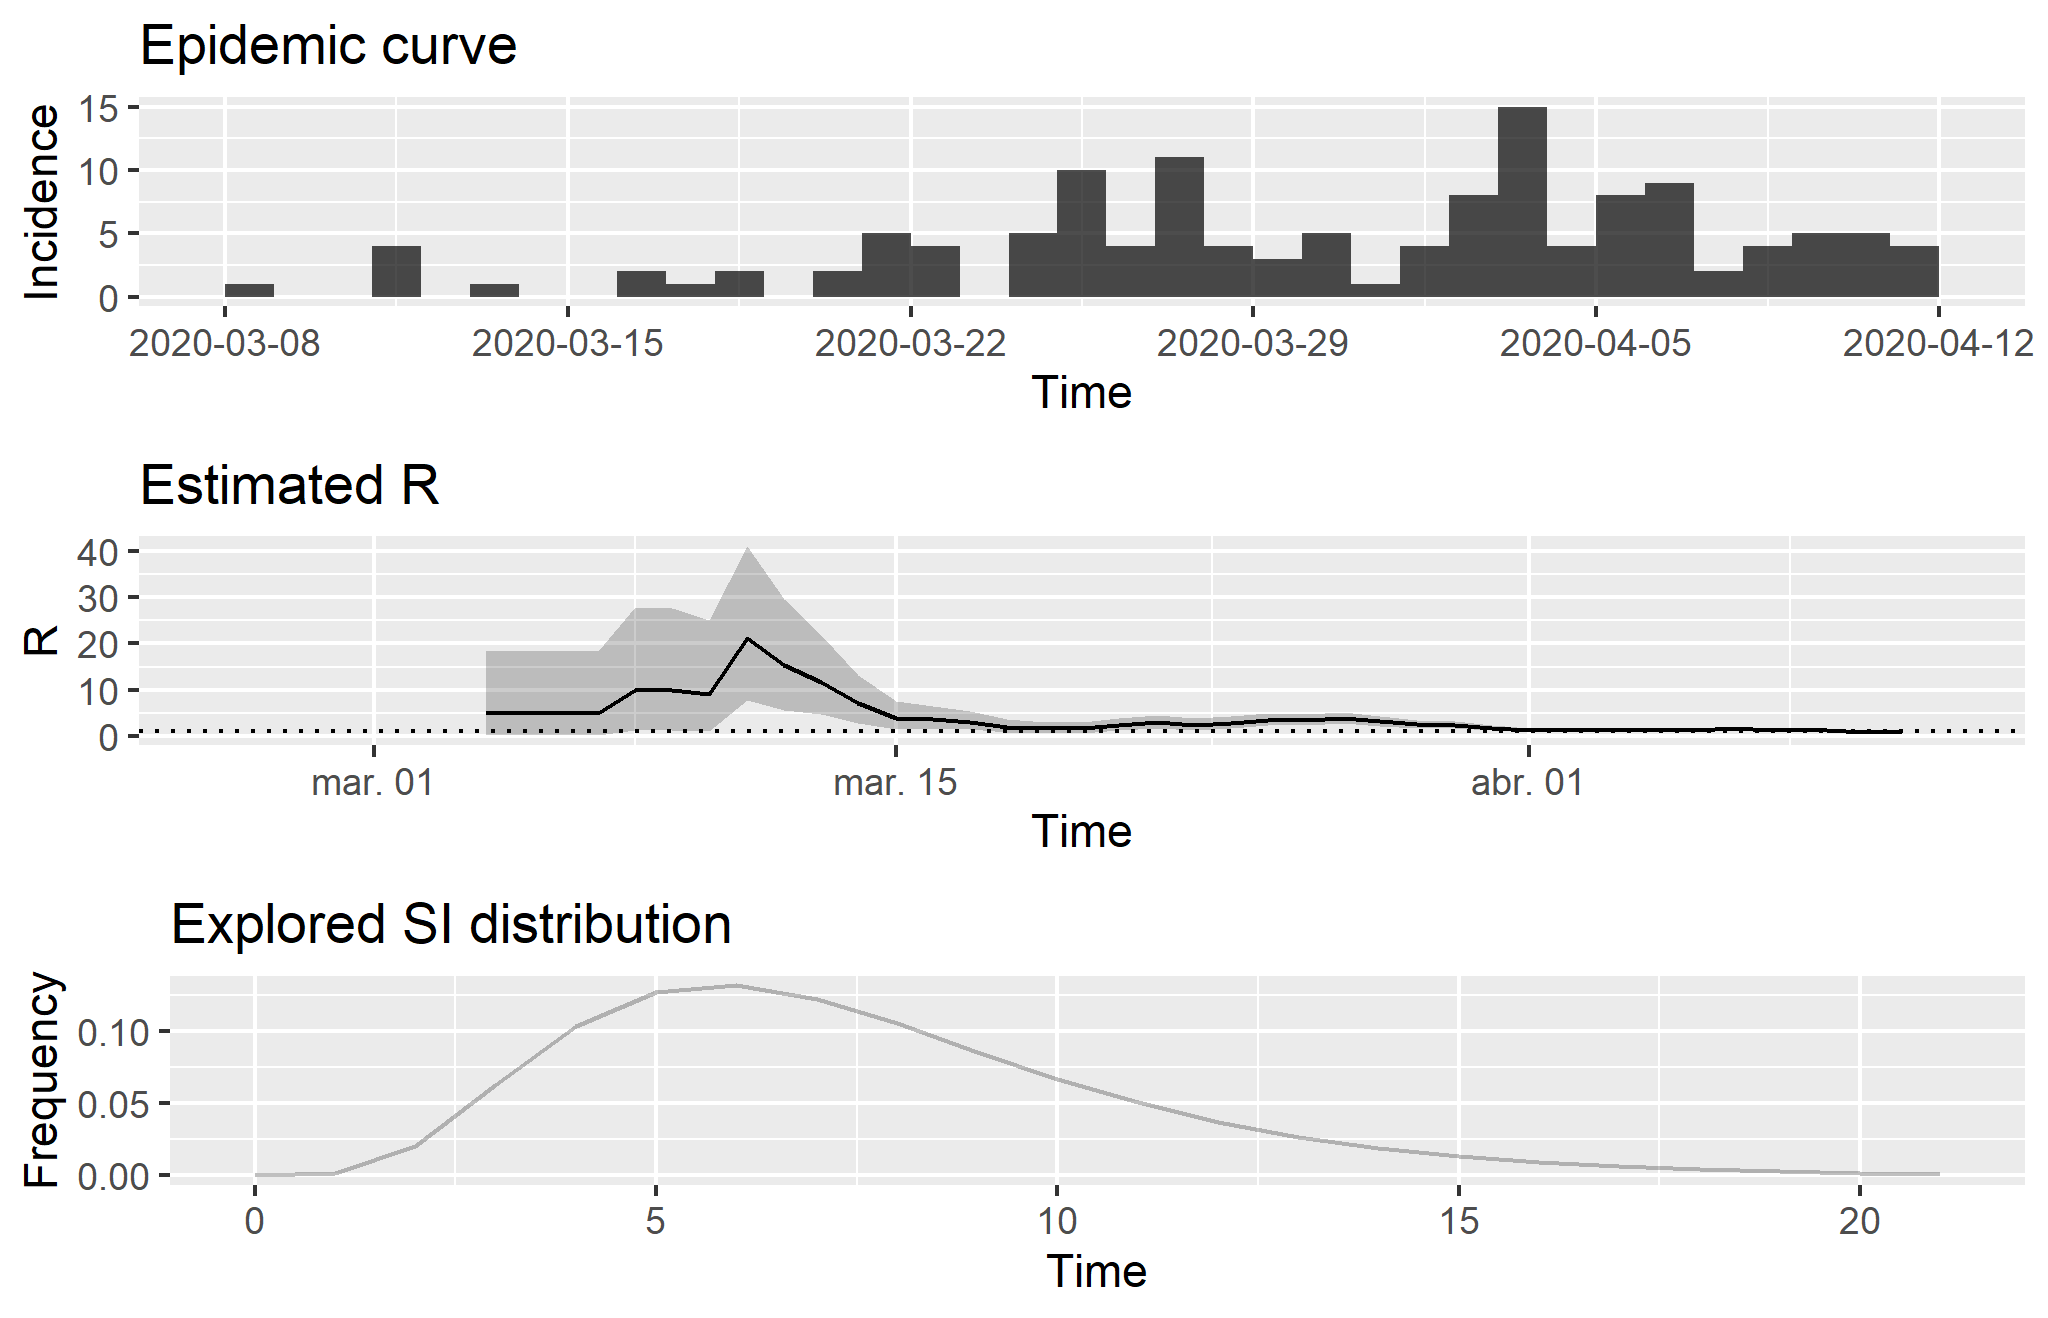 Epidemic curve
Incidence
15
10
5
0
2020-03-08 2020-03-15 2020-03-22 2020-03-29 2020-04-05 2020-04-12
Time
Estimated R
R
40
30
20
10
0
mar. 01 mar. 15 abr. 01
Time
Explored SI distribution
Frequency
0.10
0.05
0.00
0 5 10 15 20
Time